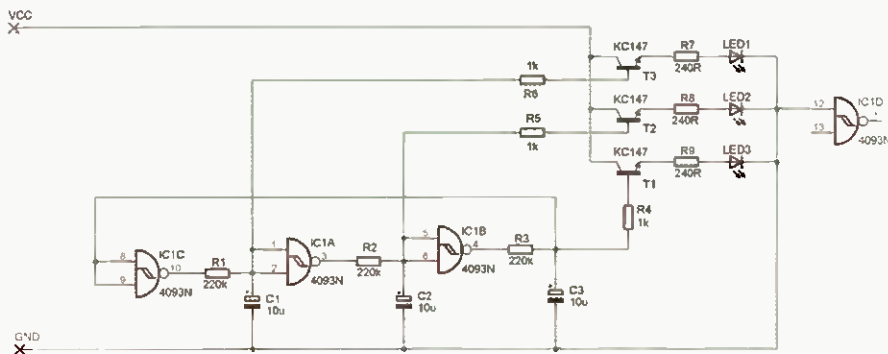 VCC
KC147
R7
LED1
1k
240R
T3
R6
KC147
R8
LED2
12
IC1D
R5
240R
T2
13
4093N
1k
KC147
R9
LED3
240R
T1
R4
1k
IC1C
8
10
9
4093N
R1
220k
1
IC1A
3
2
4093N
R2
220k
5
IC1B
4
6
4093N
R3
220k
C1
10u
C2
10u
C3
10u
GND